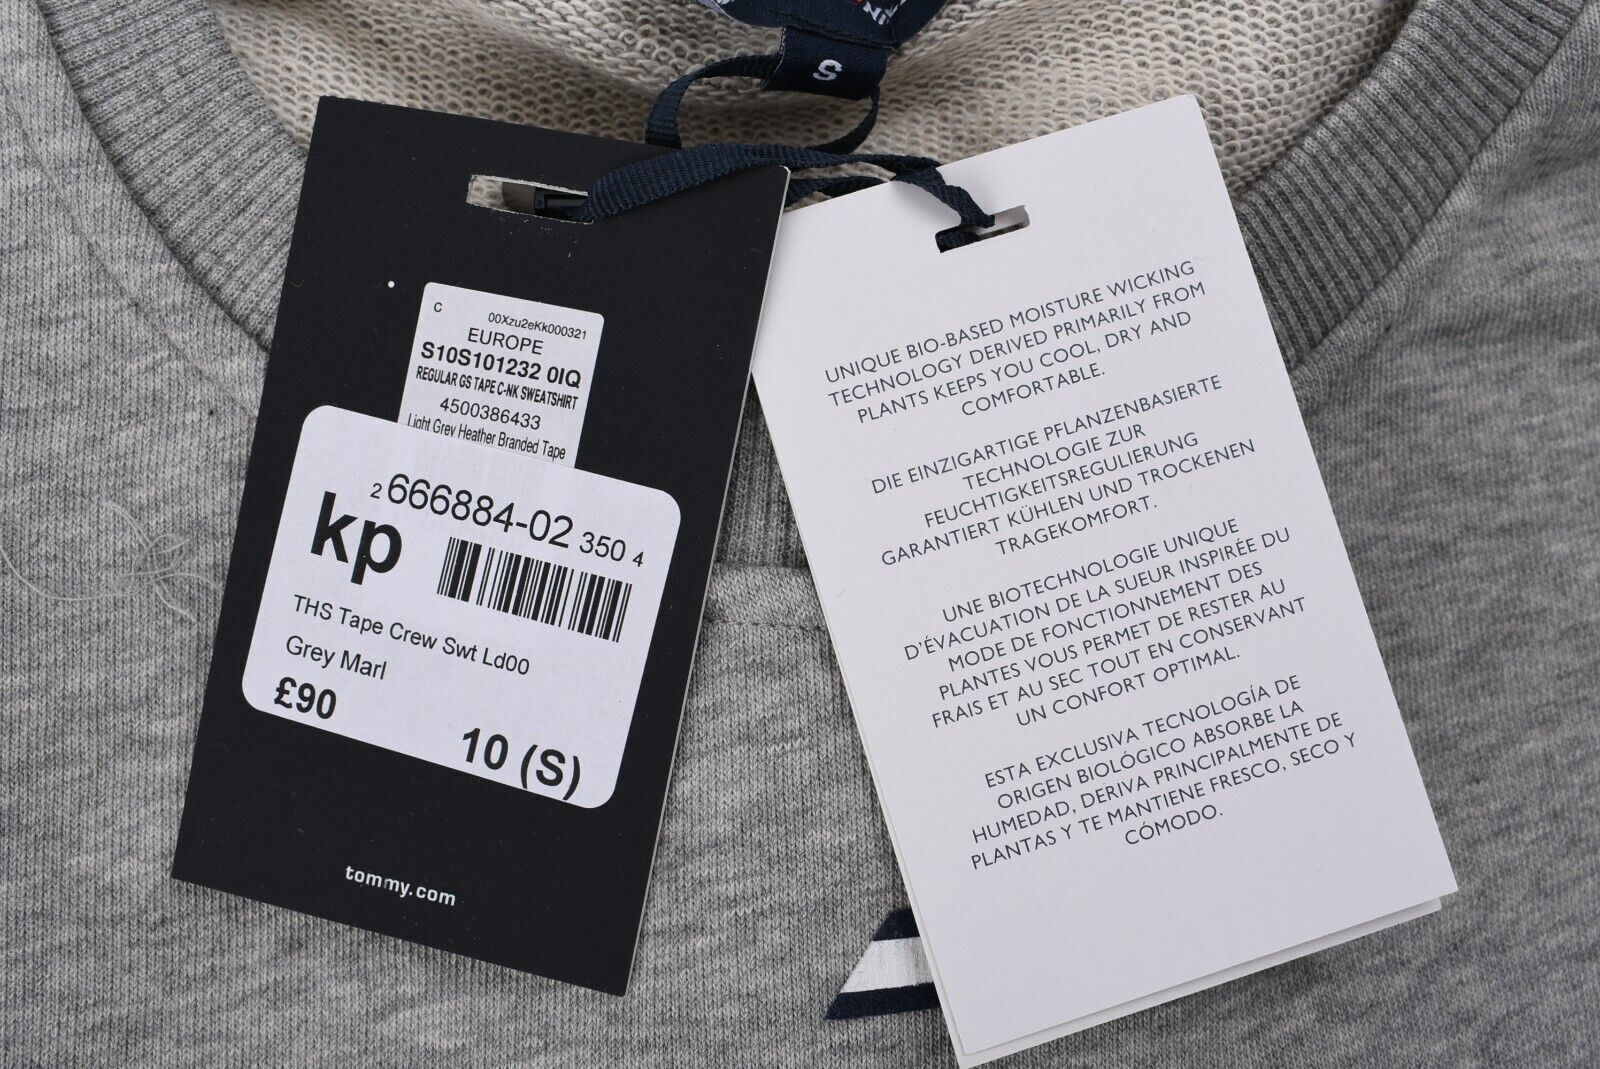 S
C
00Xzu2eKk000321
EUROPE
S10S101232 0IQ
REGULAR GS TAPE C-NK SWEATSHIRT
4500386433
Light Grey Heather Branded Tape
2 666884-02 350 4
kp
THS Tape Crew Swt Ld00
Grey Marl
£90
10 (S)
tommy.com
UNIQUE BIO-BASED MOISTURE WICKING
TECHNOLOGY DERIVED PRIMARILY FROM
PLANTS KEEPS YOU COOL, DRY AND
COMFORTABLE.
DIE EINZIGARTIGE PFLANZENBASIERTE
TECHNOLOGIE ZUR
FEUCHTIGKEITSREGULIERUNG
GARANTIERT KÜHLEN UND TROCKENEN
TRAGEKOMFORT.
UNE BIOTECHNOLOGIE UNIQUE
D'ÉVACUATION DE LA SUEUR INSPIRÉE DU
MODE DE FONCTIONNEMENT DES
PLANTES VOUS PERMET DE RESTER AU
FRAIS ET AU SEC TOUT EN CONSERVANT
UN CONFORT OPTIMAL.
ESTA EXCLUSIVA TECNOLOGÍA DE
ORIGEN BIOLÓGICO ABSORBE LA
HUMEDAD, DERIVA PRINCIPALMENTE DE
PLANTAS Y TE MANTIENE FRESCO, SECO Y
CÓMODO.